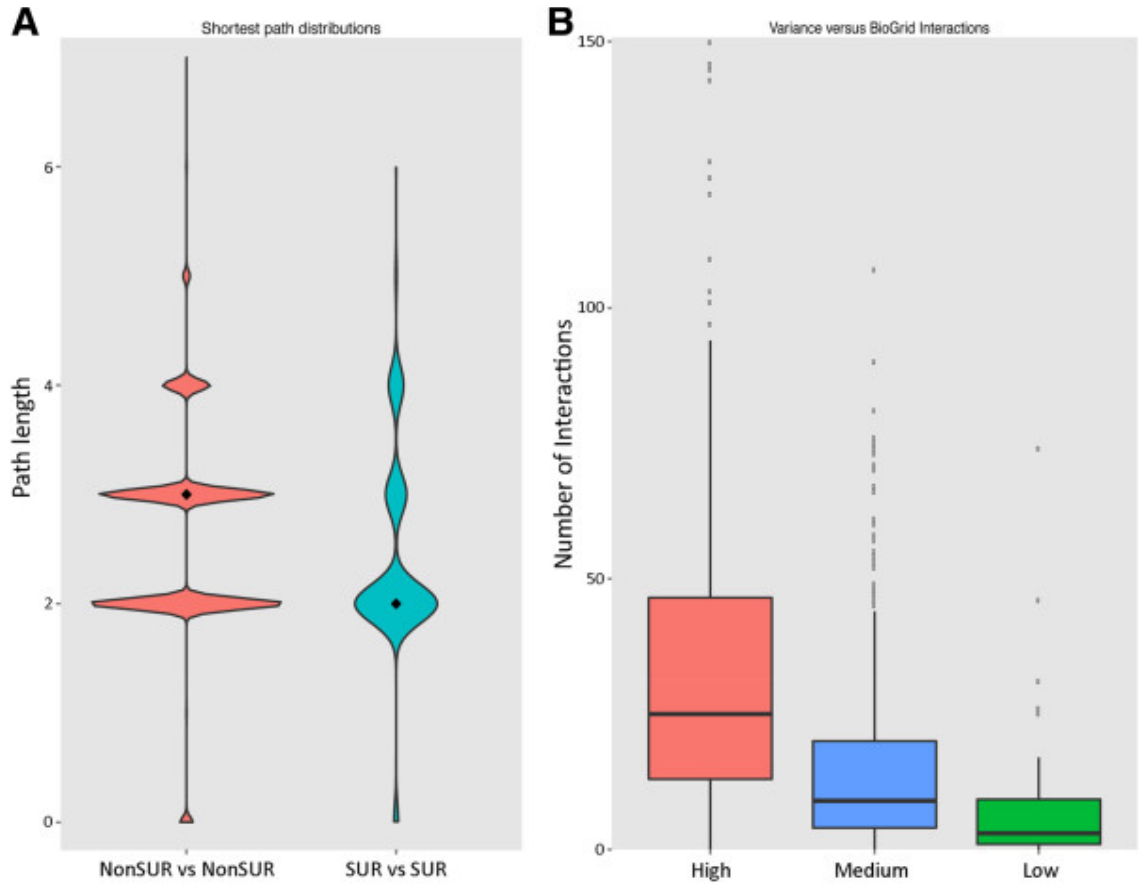 A
Shortest path distributions
Path length
6
4
2
0
NonSUR vs NonSUR
SUR vs SUR
B
Variance versus BioGrid Interactions
Number of Interactions
150
100
50
0
High
Medium
Low